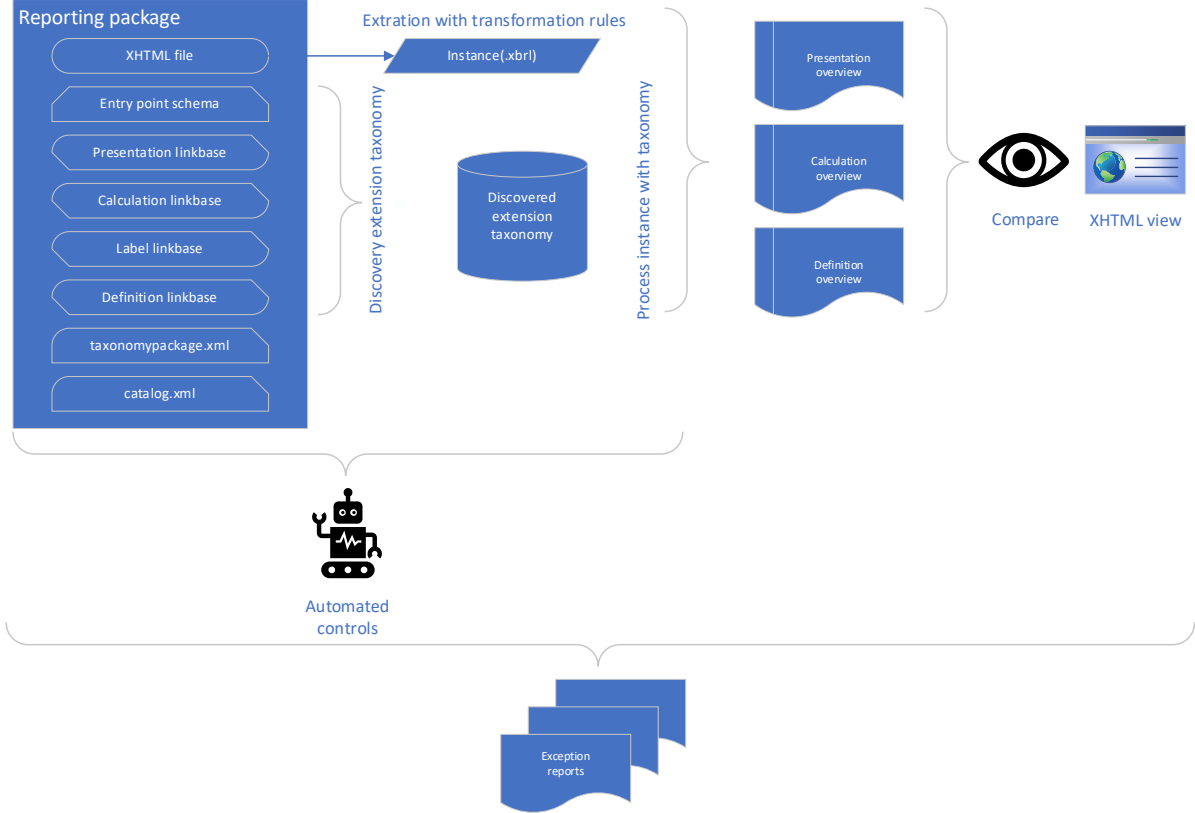 Reporting package
XHTML file
Entry point schema
Presentation linkbase
Calculation linkbase
Label linkbase
Definition linkbase
taxonomypackage.xml
catalog.xml
Extration with transformation rules
Instance(.xbrl)
Discovery extension taxonomy
Discovered
extension
taxonomy
Process instance with taxonomy
Presentation
overview
Calculation
overview
Definition
overview
Compare
XHTML view
Automated
controls
Exception
reports